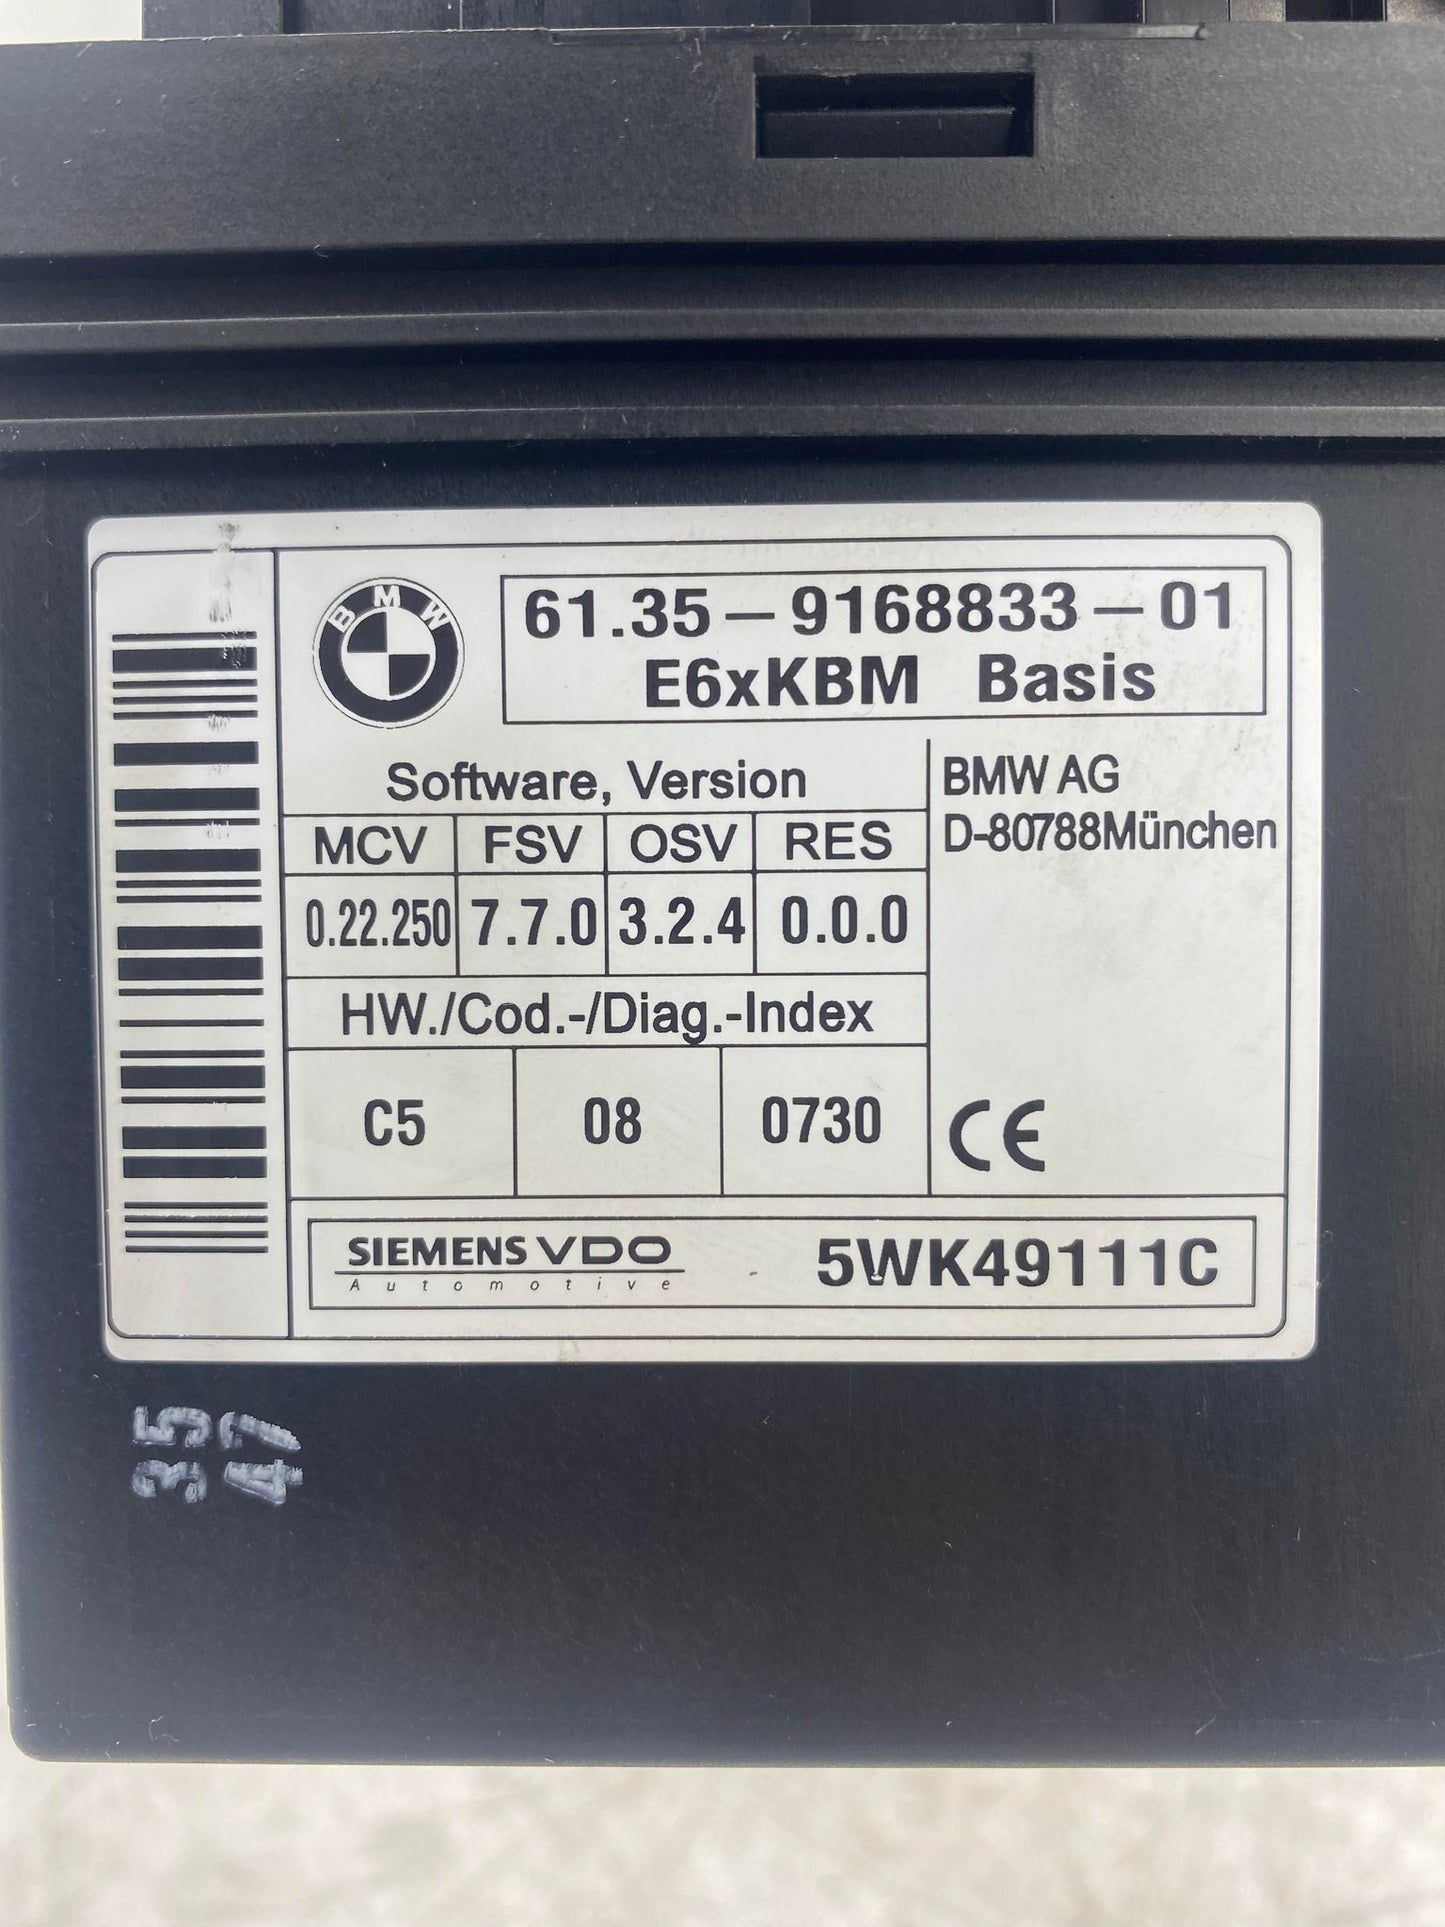 BMW
61.35-9168833-01
E6xKBM Basis
Software, Version
MCV FSV OSV RES
0.22.250 7.7.0 3.2.4 0.0.0
BMW AG
D-80788München
HW./Cod.-/Diag.-Index
C5 08 0730
CE
SIEMENS VDO
Automotive
5WK49111C
35
47